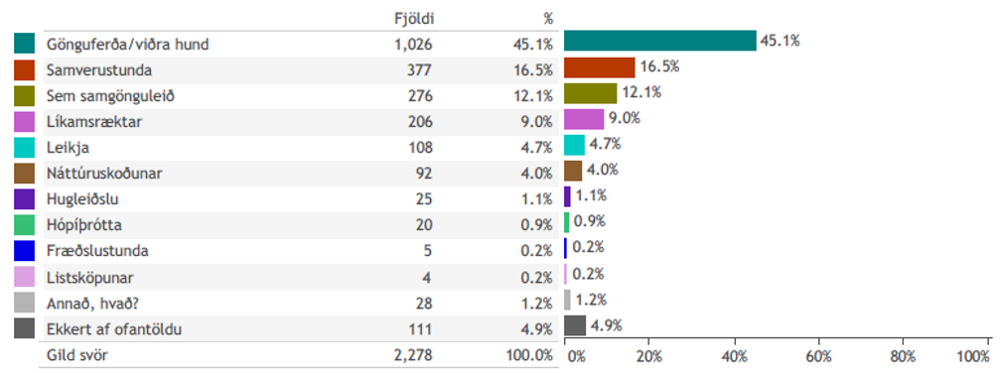 Fjöldi %
Gönguferða/viðra hund 1,026 45.1% 45.1%
Samverustunda 377 16.5% 16.5%
Sem samgönguleið 276 12.1% 12.1%
Líkamsræktar 206 9.0% 9.0%
Leikja 108 4.7% 4.7%
Náttúruskoðunar 92 4.0% 4.0%
Hugleiðslu 25 1.1% 1.1%
Hópíþrótta 20 0.9% 0.9%
Fræðslustunda 5 0.2% 0.2%
Listsköpunar 4 0.2% 0.2%
Annað, hvað? 28 1.2% 1.2%
Ekkert af ofantöldu 111 4.9% 4.9%
Gild svör 2,278 100.0% 0% 20% 40% 60% 80% 100%